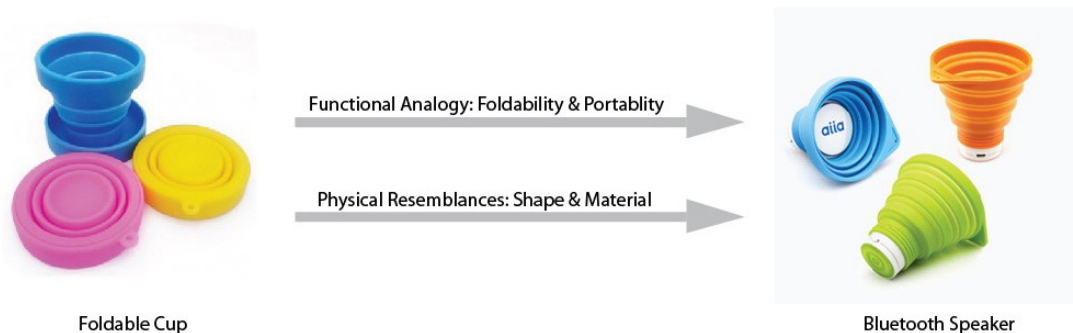 Functional Analogy: Foldability & Portablity
aiia
Physical Resemblances: Shape & Material
Foldable Cup
Bluetooth Speaker